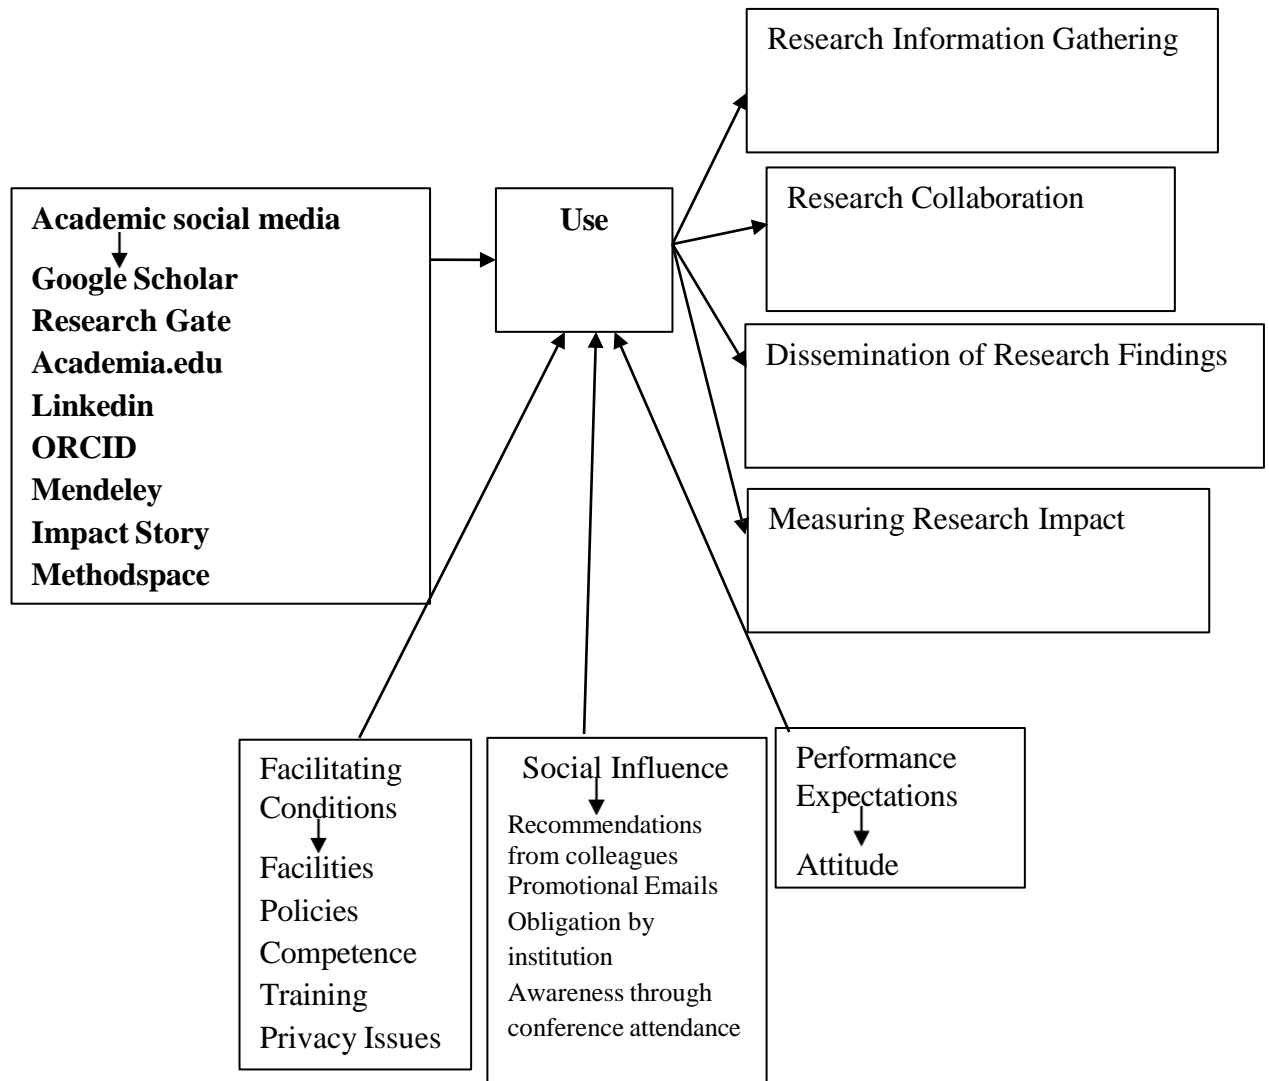 Research Information Gathering
Research Collaboration
Academic social media
Google Scholar
Research Gate
Academia.edu
Linkedin
ORCID
Mendeley
Impact Story
Methodspace
Use
Dissemination of Research Findings
Measuring Research Impact
Facilitating
Conditions
Facilities
Policies
Competence
Training
Privacy Issues
Social Influence
Recommendations
from colleagues
Promotional Emails
Obligation by
institution
Awareness through
conference attendance
Performance
Expectations
Attitude